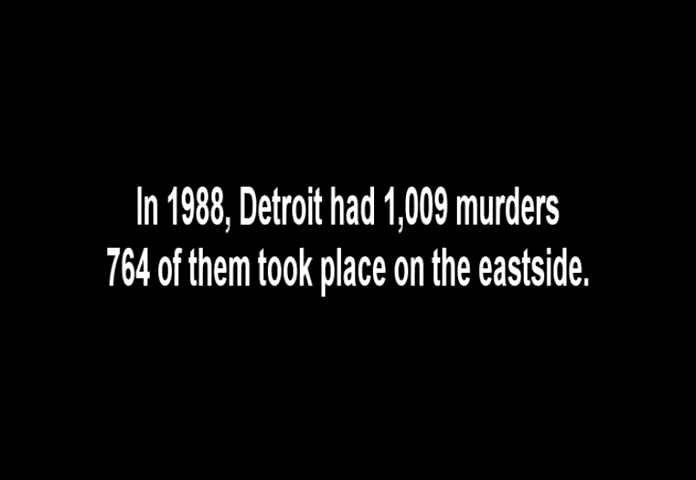 In 1988, Detroit had 1,009 murders
764 of them took place on the eastside.